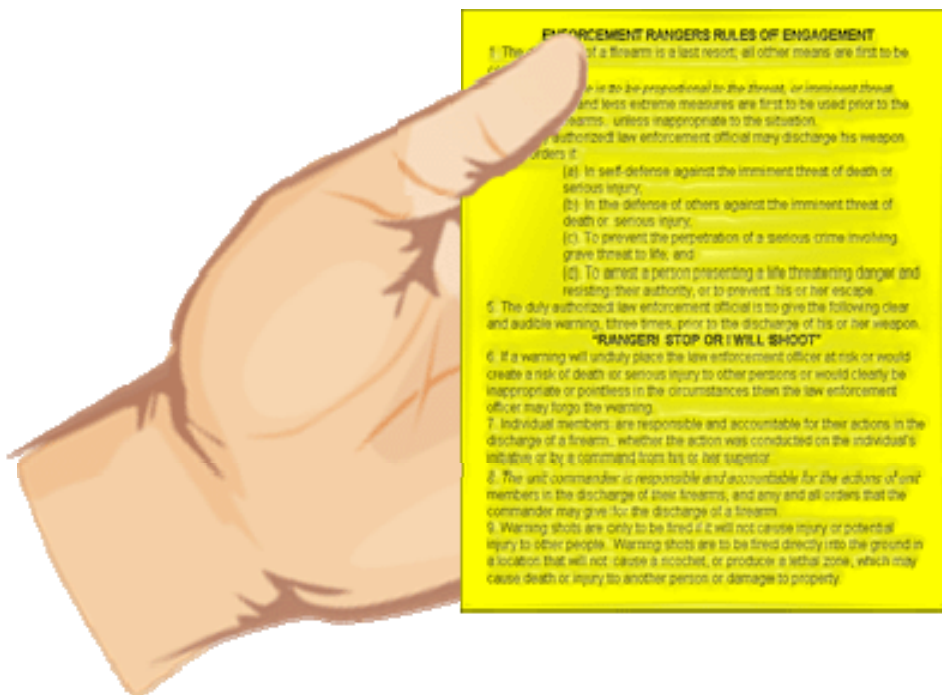 ENFORCEMENT RANGERS RULES OF ENGAGEMENT
1. The of a firearm is a last resort; all other means are first to be
is to be proportional to the threat, or imminent threat.
and less extreme measures are first to be used prior to the
unless inappropriate to the situation.
authorized law enforcement official may discharge his weapon
orders it:
(a). In self-defense against the imminent threat of death or
serious injury;
(b). In the defense of others against the imminent threat of
death or serious injury;
(c). To prevent the perpetration of a serious crime involving
grave threat to life; and
(d). To arrest a person presenting a life threatening danger and
resisting their authority, or to prevent his or her escape.
5. The duly authorized law enforcement official is to give the following clear
and audible warning, three times, prior to the discharge of his or her weapon.
"RANGER! STOP OR I WILL SHOOT"
6. If a warning will unduly place the law enforcement officer at risk or would
create a risk of death or serious injury to other persons or would clearly be
inappropriate or pointless in the circumstances then the law enforcement
officer may forgo the warning.
7. Individual members are responsible and accountable for their actions in the
discharge of a firearm, whether the action was conducted on the individual's
initiative or by a command from his or her superior.
8. The unit commander is responsible and accountable for the actions of unit
members in the discharge of their firearms, and any and all orders that the
commander may give for the discharge of a firearm.
9. Warning shots are only to be fired if it will not cause injury or potential
injury to other people. Warning shots are to be fired directly into the ground in
a location that will not cause a ricochet, or produce a lethal zone, which may
cause death or injury to another person or damage to property.